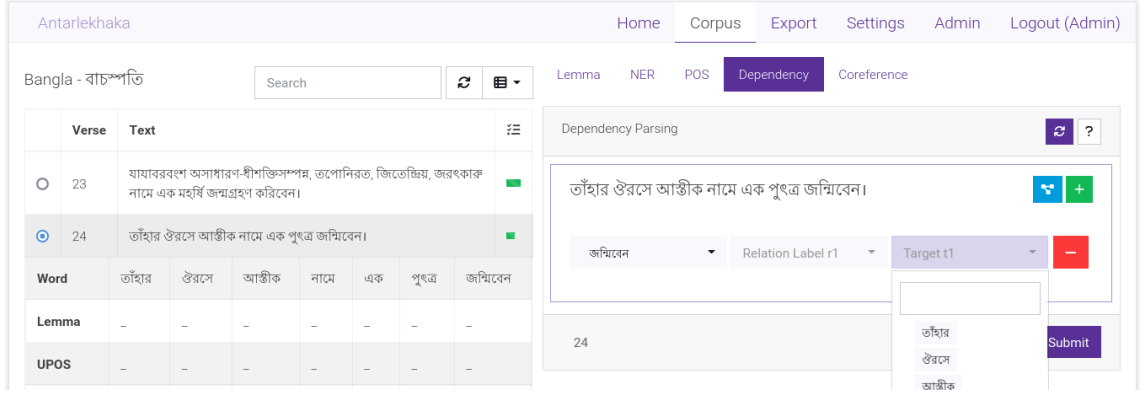 Antarlekhaka
Home Corpus Export Settings Admin Logout (Admin)
Bangla - বাচস্পতি
Search
Lemma NER POS Dependency Coreference
Verse Text
Dependency Parsing
?
23 যাযাবরবংশ অসাধারণ-ধীশক্তিসম্পন্ন, তপোনিরত, জিতেন্দ্রিয়, জরৎকারু
নামে এক মহর্ষি জন্মগ্রহণ করিবেন।
24 তাঁহার ঔরসে আস্তীক নামে এক পুৎত্র জন্মিবেন।
তাঁহার ঔরসে আস্তীক নামে এক পুৎত্র জন্মিবেন।
জন্মিবেন Relation Label r1 Target t1
Word তাঁহার ঔরসে আস্তীক নামে এক পুৎত্র জন্মিবেন
Lemma _ _ _ _ _ _ _
UPOS _ _ _ _ _ _ _
তাঁহার
ঔরসে
আস্তীক
24 Submit